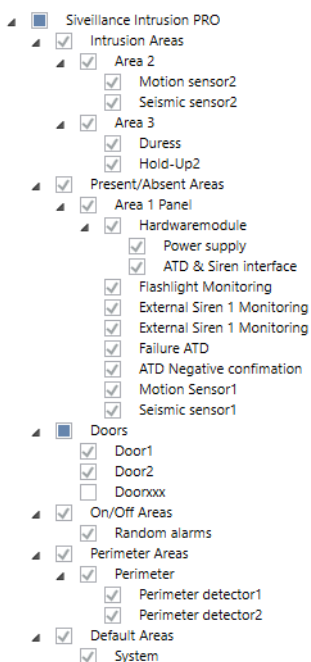 Siveillance Intrusion PRO
Intrusion Areas
Area 2
Motion sensor2
Seismic sensor2
Area 3
Duress
Hold-Up2
Present/Absent Areas
Area 1 Panel
Hardwaremodule
Power supply
ATD & Siren interface
Flashlight Monitoring
External Siren 1 Monitoring
External Siren 1 Monitoring
Failure ATD
ATD Negative confimation
Motion Sensor1
Seismic sensor1
Doors
Door1
Door2
Doorxxx
On/Off Areas
Random alarms
Perimeter Areas
Perimeter
Perimeter detector1
Perimeter detector2
Default Areas
System